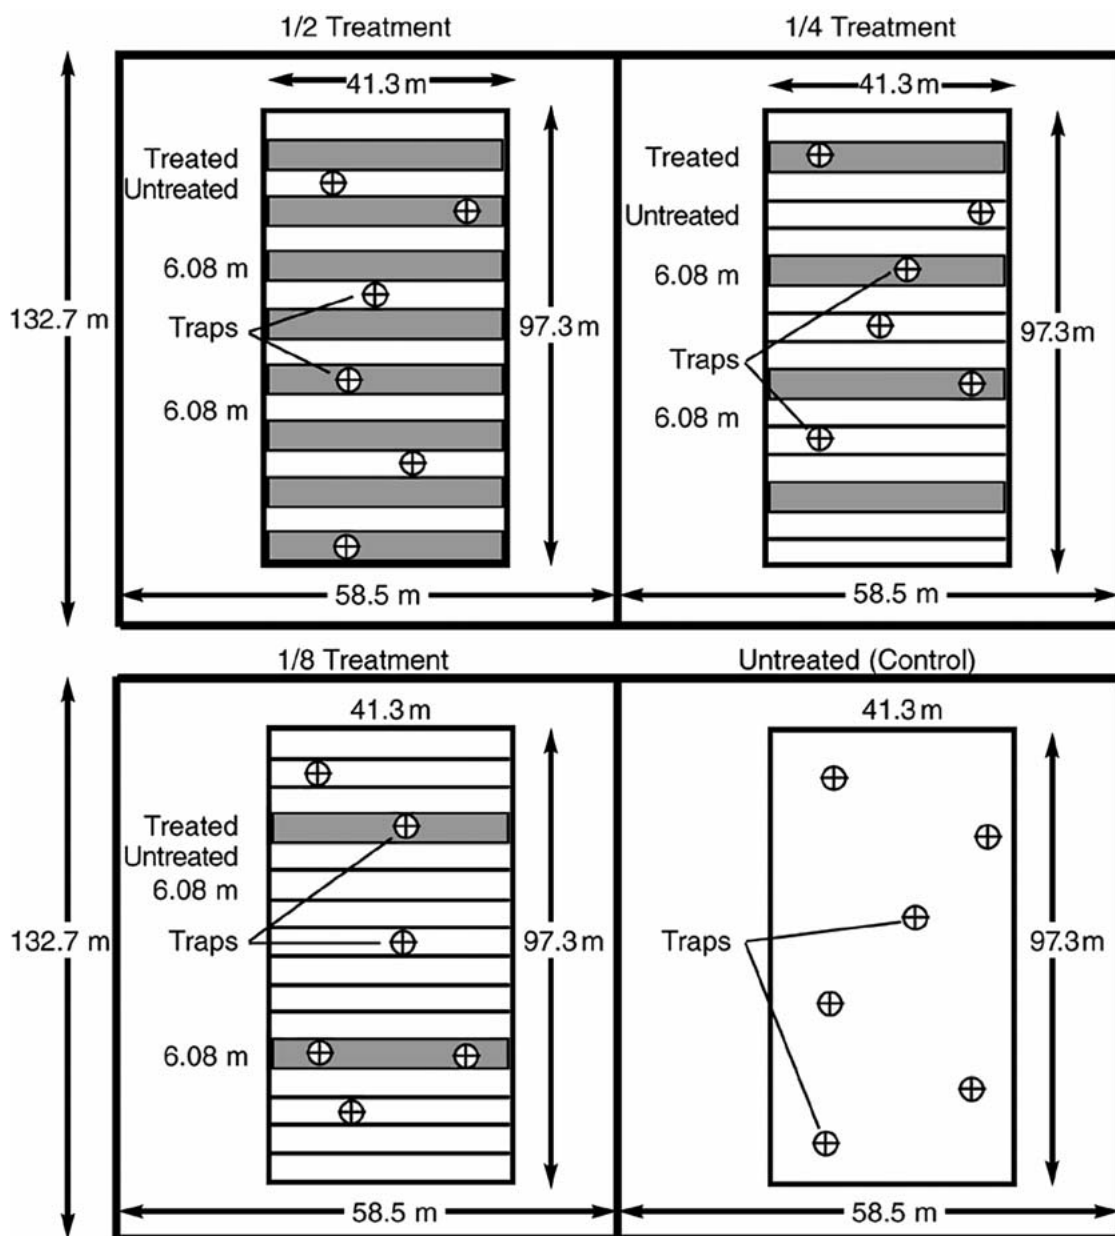 1/2 Treatment
1/4 Treatment
41.3 m
41.3 m
Treated
Untreated
6.08 m
Traps
6.08 m
132.7 m
97.3 m
58.5 m
Treated
Untreated
6.08 m
Traps
6.08 m
97.3 m
58.5 m
1/8 Treatment
Untreated (Control)
41.3 m
41.3 m
Treated
Untreated
6.08 m
Traps
6.08 m
132.7 m
97.3 m
58.5 m
Traps
97.3 m
58.5 m